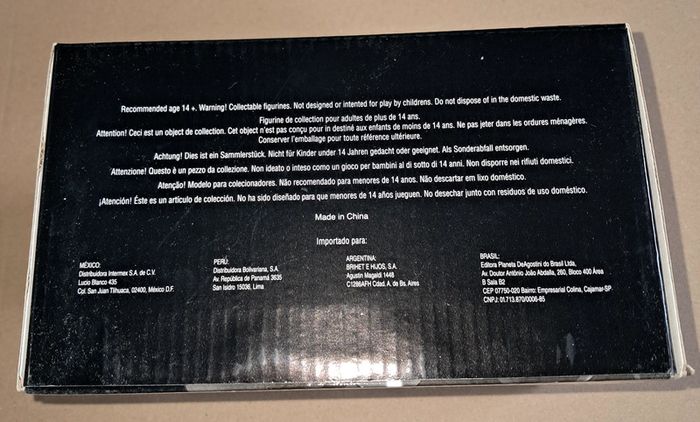 Recommended age 14 +. Warning! Collectable figurines. Not designed or intented for play by childrens. Do not dispose of in the domestic waste.
Figurine de collection pour adultes de plus de 14 ans.
Attention! Ceci est un object de collection. Cet object n'est pas conçu pour in destiné aux enfants de moins de 14 ans. Ne pas jeter dans les ordures ménagères.
Conserver l'emballage pour toute référence ultérieure.
Achtung! Dies ist ein Sammlerstück. Nicht für Kinder unter 14 Jahren gedacht oder geeignet. Als Sonderabfall entsorgen.
Attenzione! Questo è un pezzo da collezione. Non ideato o inteso como un gioco per bambini al di sotto di 14 anni. Non disporre nei rifiuti domestici.
Atenção! Modelo para colecionadores. Não recomendado para menores de 14 anos. Não descartar em lixo doméstico.
¡Atención! Éste es un artículo de colección. No ha sido diseñado para que menores de 14 años jueguen. No desechar junto con residuos de uso doméstico.
Made in China
Importado para:
MÉXICO:
Distribuidora Intermex S.A. de C.V.
Lucio Blanco 435
Col. San Juan Tlihuaca, 02400, México D.F.
PERÚ:
Distribuidora Bolivariana, S.A.
Av. República de Panamá 3635
San Isidro 15036, Lima
ARGENTINA:
BRIHET E HIJOS, S.A.
Agustín Magaldi 1448
C1286AFH Cdad. A. de Bs. Aires
BRASIL:
Editora Planeta DeAgostini do Brasil Ltda,
Av. Doutor Antônio João Abdalla, 260, Bloco 400 Área
B Sala B2
CEP 07750-020 Bairro: Empresarial Colina, Cajamar-SP
CNPJ: 01.713.870/0006-85